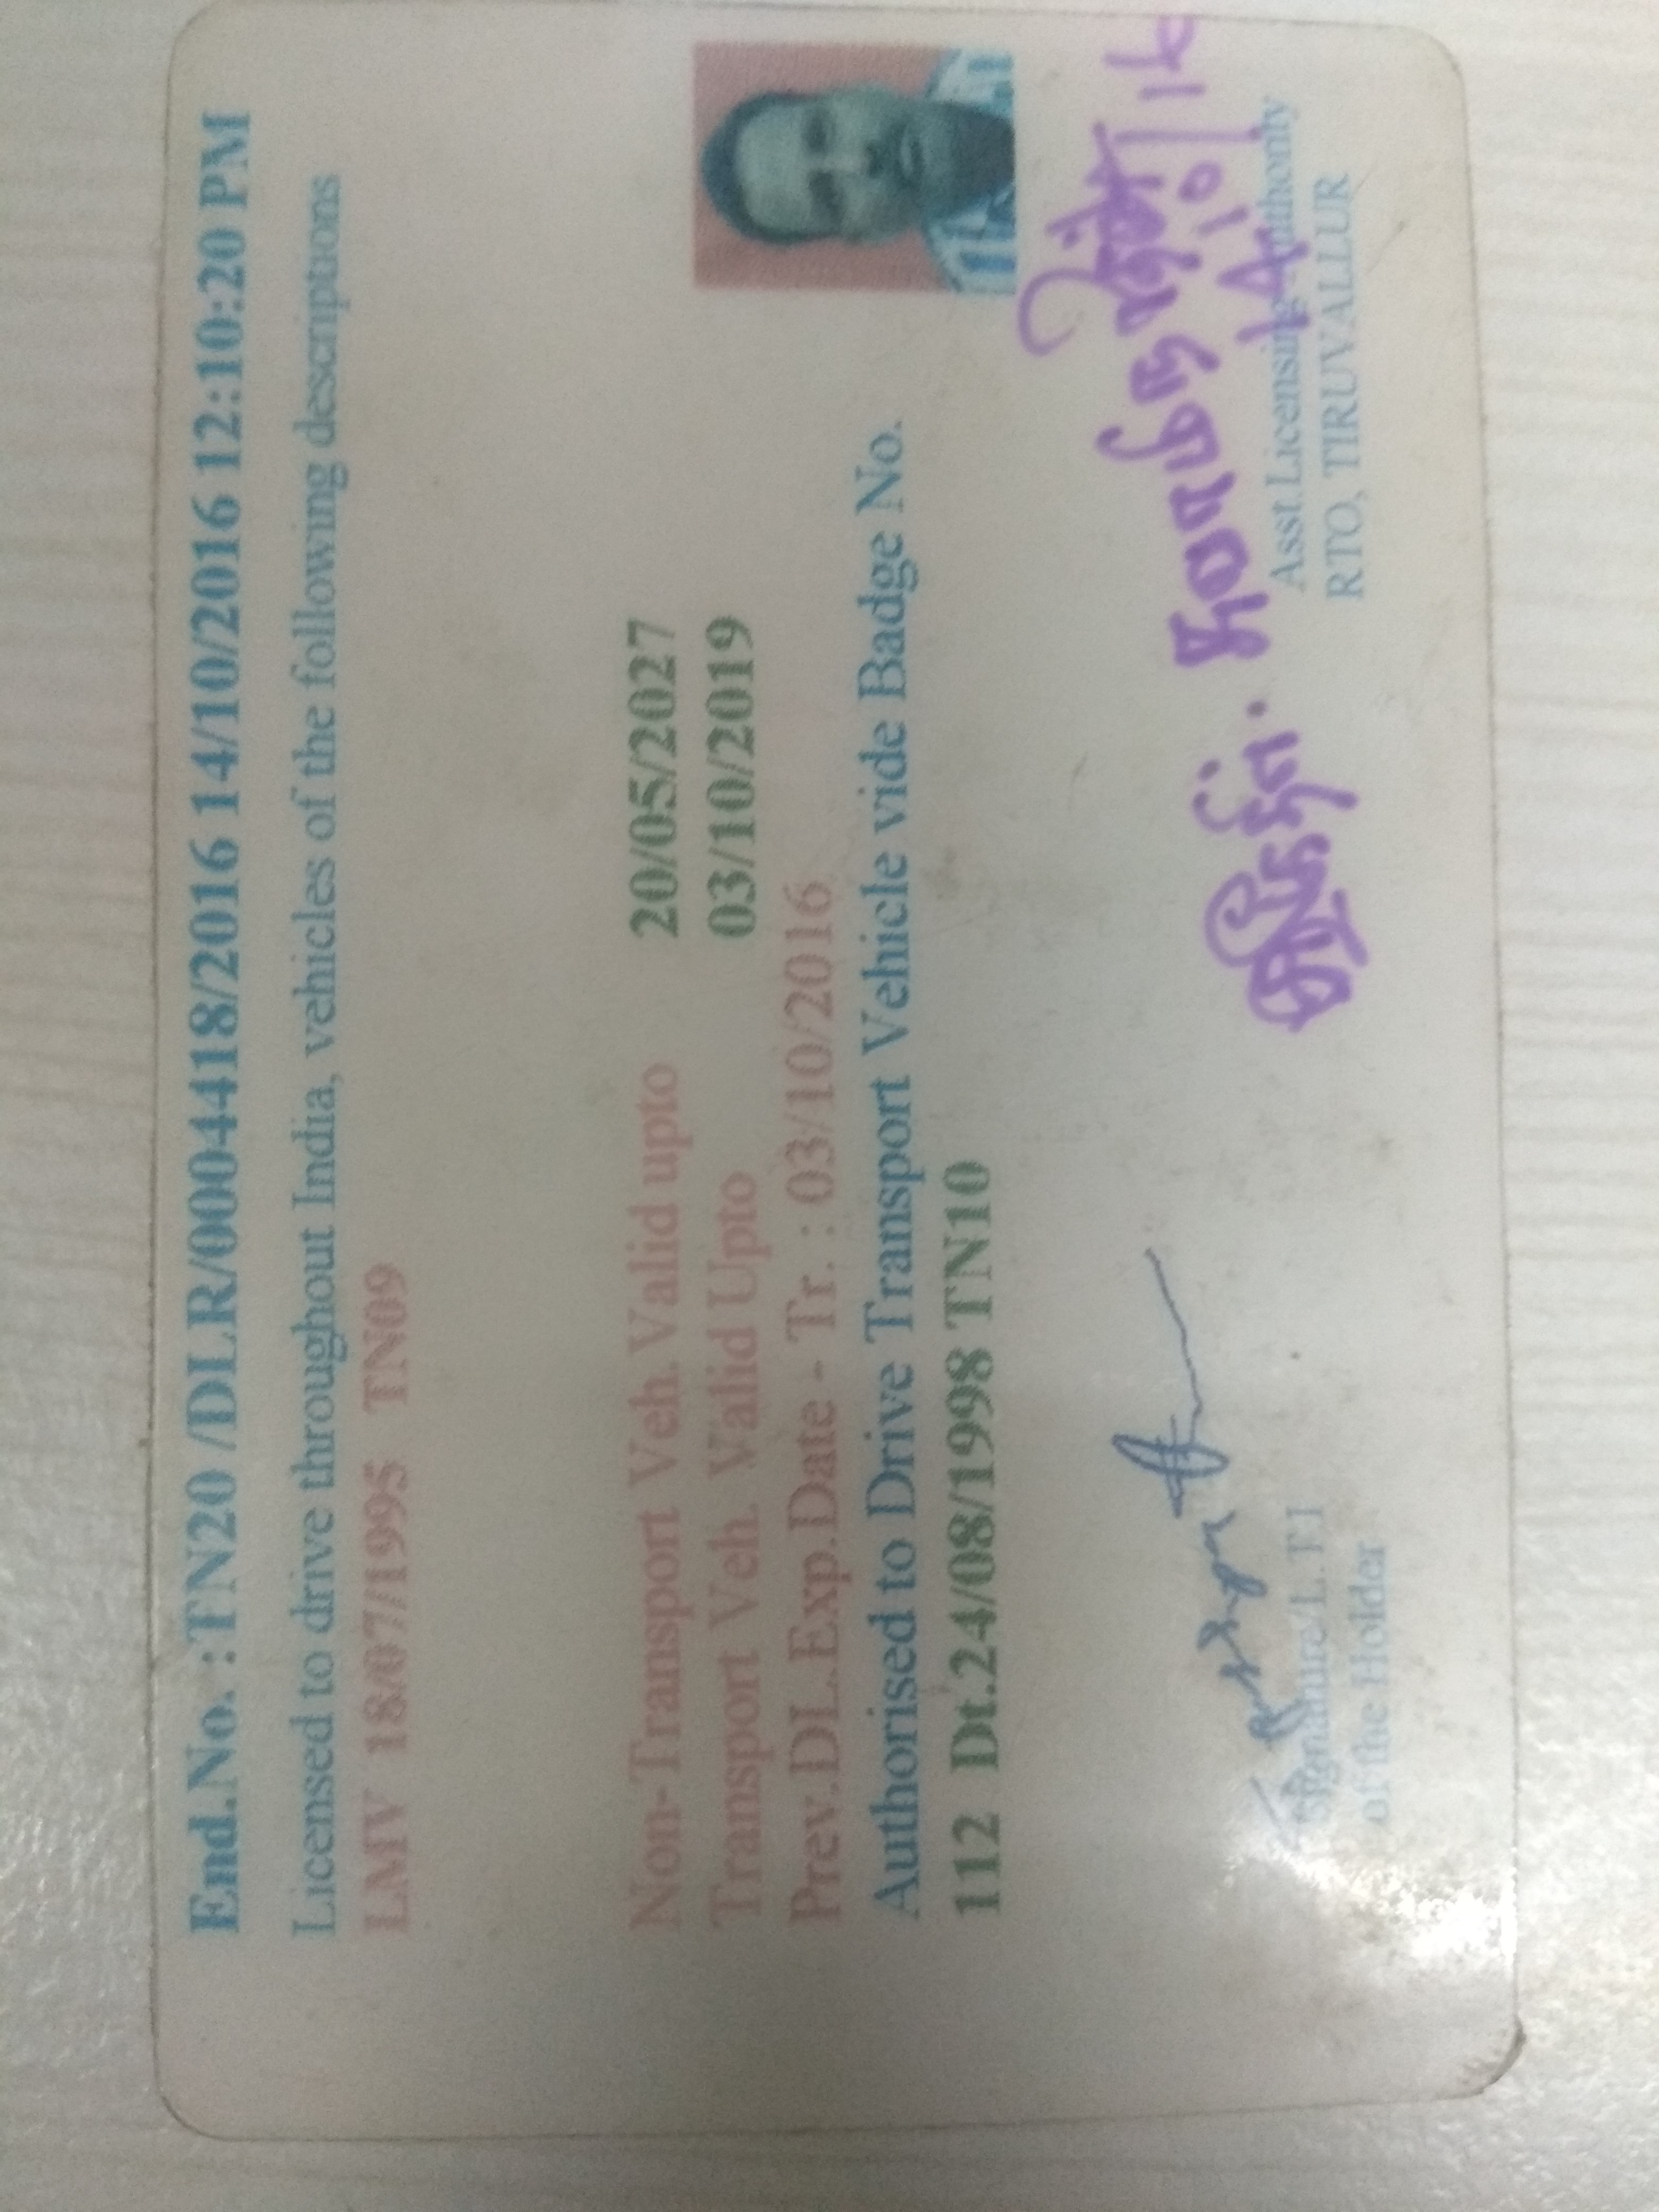 End.No. :TN20 /DLR/0004418/2016 14/10/2016 12:10:20 PM
Licensed to drive throughout India, vehicles of the following descriptions
LMV 18/07/1995 TN09
Non-Transport Veh. Valid upto 20/05/2027
Transport Veh. Valid Upto 03/10/2019
Prev.DL.Exp.Date - Tr. : 03/10/2016
Authorised to Drive Transport Vehicle vide Badge No.
112 Dt.24/08/1998 TN10
Signature/L.T.I
of the Holder
Asst.Licensing Authority
RTO, TIRUVALLUR